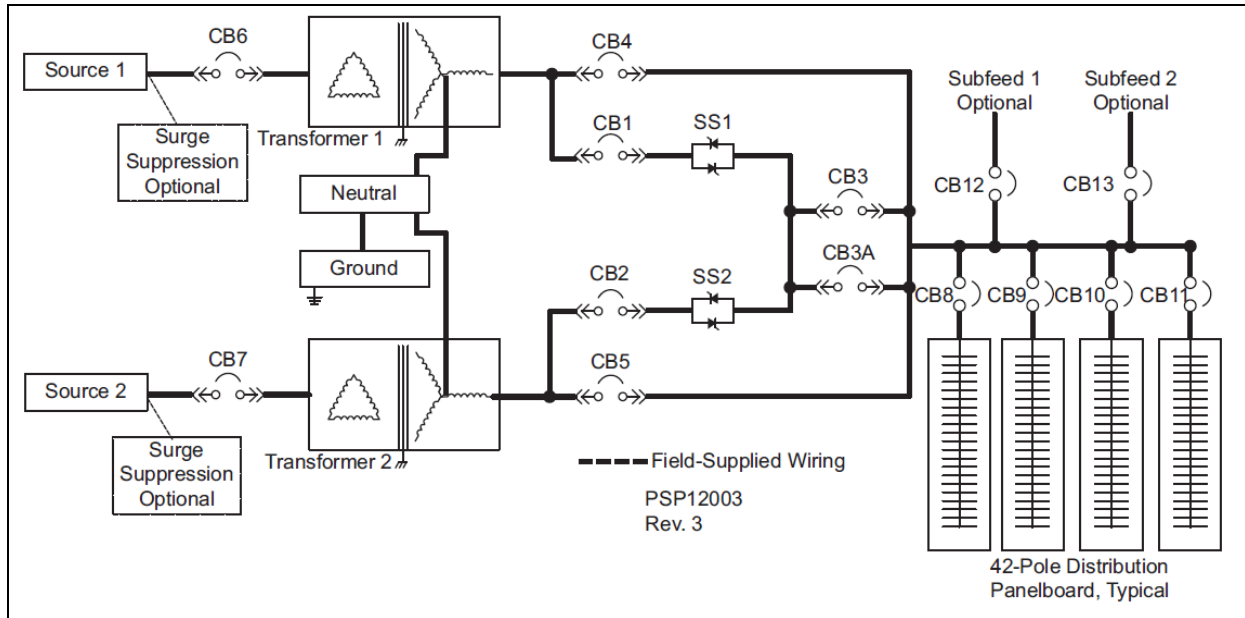 CB6
Source 1
Surge
Suppression
Optional
Transformer 1
CB4
CB1
SS1
Neutral
Ground
CB3
CB3A
CB2
SS2
CB5
CB7
Source 2
Surge
Suppression
Optional
Transformer 2
Field-Supplied Wiring
PSP12003
Rev. 3
Subfeed 1
Optional
Subfeed 2
Optional
CB12
CB13
CB8
CB9
CB10
CB11
42-Pole Distribution
Panelboard, Typical